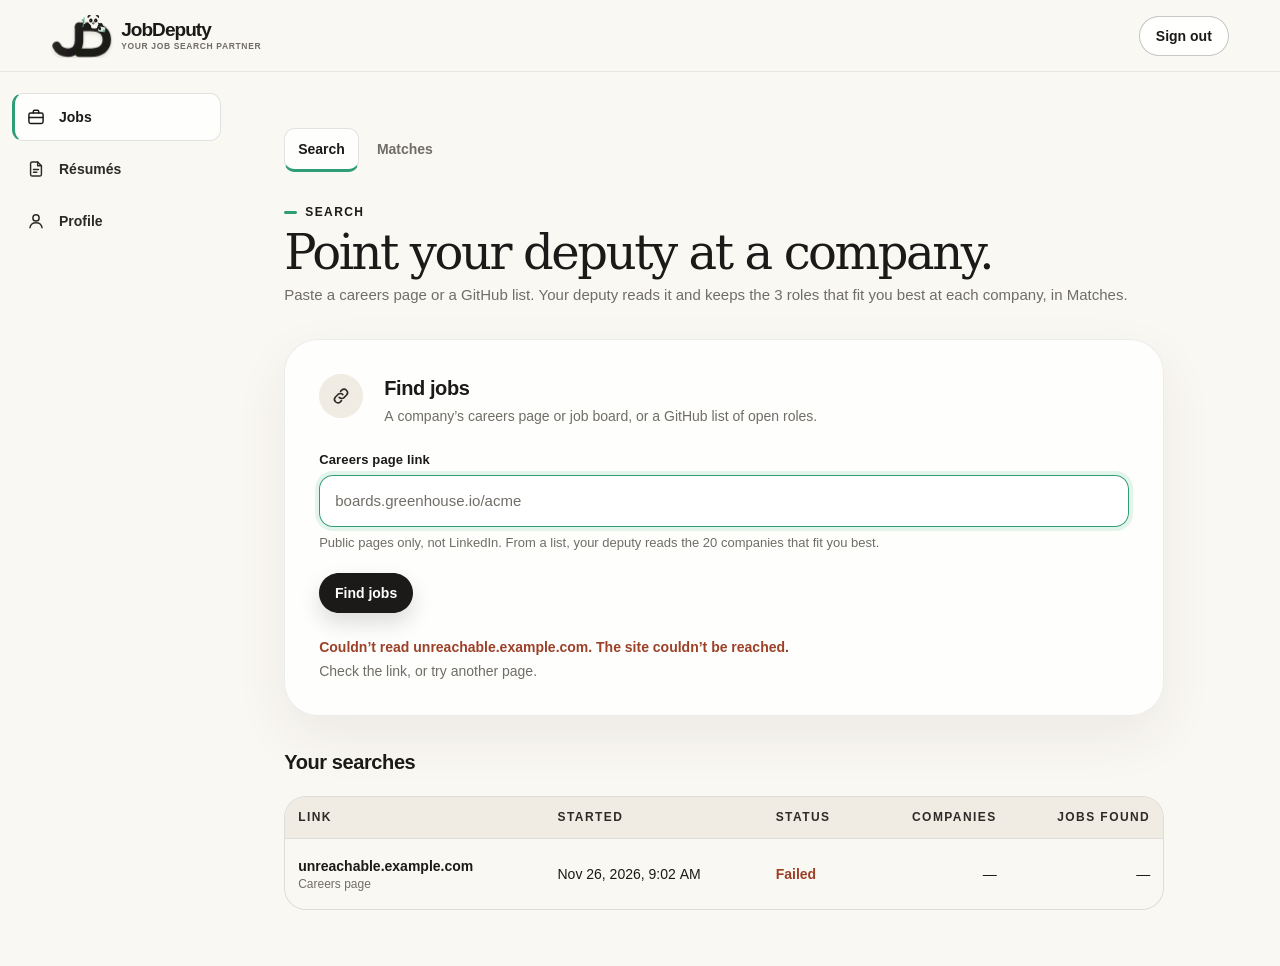 JobDeputy
YOUR JOB SEARCH PARTNER
Sign out
Jobs
Résumés
Profile
Search
Matches
SEARCH
Point your deputy at a company.
Paste a careers page or a GitHub list. Your deputy reads it and keeps the 3 roles that fit you best at each company, in Matches.
Find jobs
A company’s careers page or job board, or a GitHub list of open roles.
Careers page link
boards.greenhouse.io/acme
Public pages only, not LinkedIn. From a list, your deputy reads the 20 companies that fit you best.
Find jobs
Couldn’t read unreachable.example.com. The site couldn’t be reached.
Check the link, or try another page.
Your searches
LINK STARTED STATUS COMPANIES JOBS FOUND
unreachable.example.com
Careers page
Nov 26, 2026, 9:02 AM Failed — —